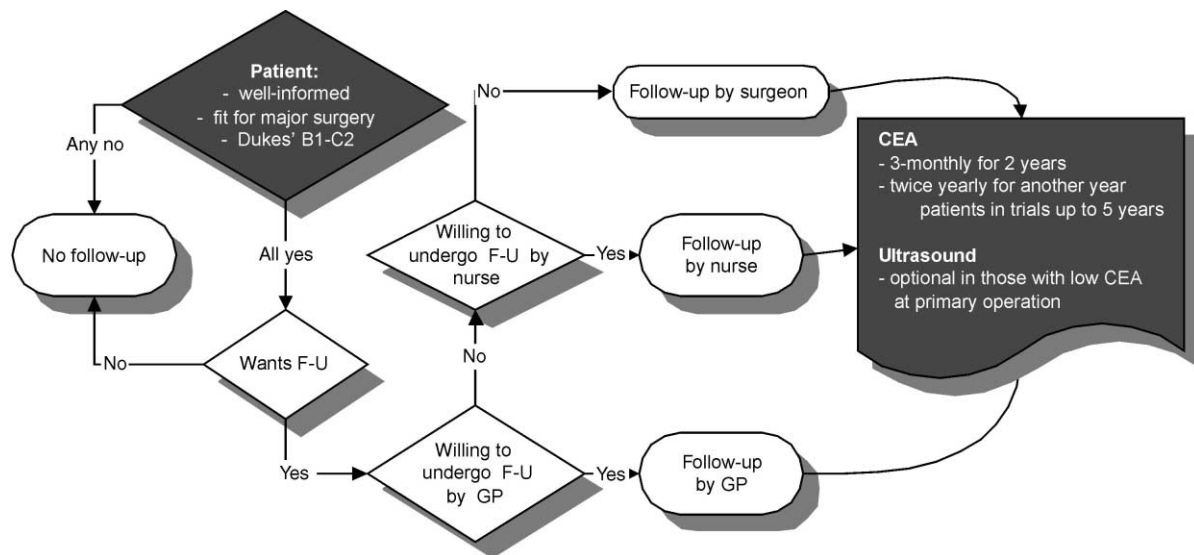 Patient:
- well-informed
- fit for major surgery
- Dukes' B1-C2
Any no
No follow-up
All yes
No
Wants F-U
Yes
Willing to
undergo F-U
by GP
Yes
Follow-up
by GP
No
Willing to
undergo F-U by
nurse
Yes
Follow-up
by nurse
No
Follow-up by surgeon
CEA
- 3-monthly for 2 years
- twice yearly for another year
patients in trials up to 5 years
Ultrasound
- optional in those with low CEA
at primary operation